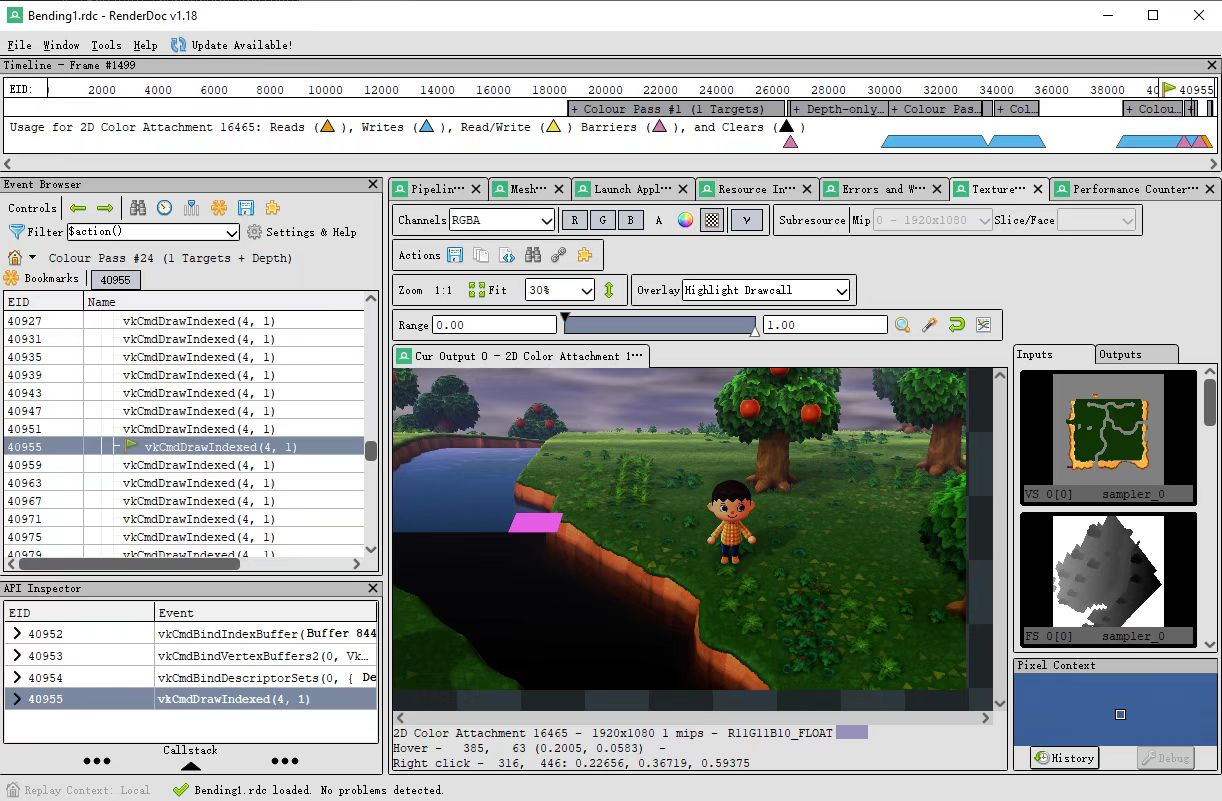 Bending1.rdc - RenderDoc v1.18
File Window Tools Help Update Available!
Timeline - Frame #1499
EID: 2000 4000 6000 8000 10000 12000 14000 16000 18000 20000 22000 24000 26000 28000 30000 32000 34000 36000 38000 40 40955
+ Colour Pass #1 (1 Targets) + Depth-only... + Colour Pas... + Col... + Colou... +
Usage for 2D Color Attachment 16465: Reads ( ), Writes ( ), Read/Write ( ) Barriers ( ), and Clears ( )
Event Browser
Controls
Filter $action() Settings & Help
Colour Pass #24 (1 Targets + Depth)
Bookmarks 40955
EID Name
40927 vkCmdDrawIndexed(4, 1)
40931 vkCmdDrawIndexed(4, 1)
40935 vkCmdDrawIndexed(4, 1)
40939 vkCmdDrawIndexed(4, 1)
40943 vkCmdDrawIndexed(4, 1)
40947 vkCmdDrawIndexed(4, 1)
40951 vkCmdDrawIndexed(4, 1)
40955 vkCmdDrawIndexed(4, 1)
40959 vkCmdDrawIndexed(4, 1)
40963 vkCmdDrawIndexed(4, 1)
40967 vkCmdDrawIndexed(4, 1)
40971 vkCmdDrawIndexed(4, 1)
40975 vkCmdDrawIndexed(4, 1)
40979 vkCmdDrawIndexed(4, 1)
API Inspector
EID Event
40952 vkCmdBindIndexBuffer(Buffer 844
40953 vkCmdBindVertexBuffers2(0, Vk...
40954 vkCmdBindDescriptorSets(0, { De
40955 vkCmdDrawIndexed(4, 1)
Callstack
Pipelin... Mesh... Launch Appl... Resource In... Errors and W... Texture... Performance Counter...
Channels RGBA R G B A γ Subresource Mip 0 - 1920x1080 Slice/Face
Actions
Zoom 1:1 Fit 30% Overlay Highlight Drawcall
Range 0.00 1.00
Cur Output 0 - 2D Color Attachment 1...
2D Color Attachment 16465 - 1920x1080 1 mips - R11G11B10_FLOAT
Hover - 385, 63 (0.2005, 0.0583) -
Right click - 316, 446: 0.22656, 0.36719, 0.59375
Inputs Outputs
VS 0[0] sampler_0
FS 0[0] sampler_0
Pixel Context
History Debug
Replay Context: Local Bending1.rdc loaded. No problems detected.